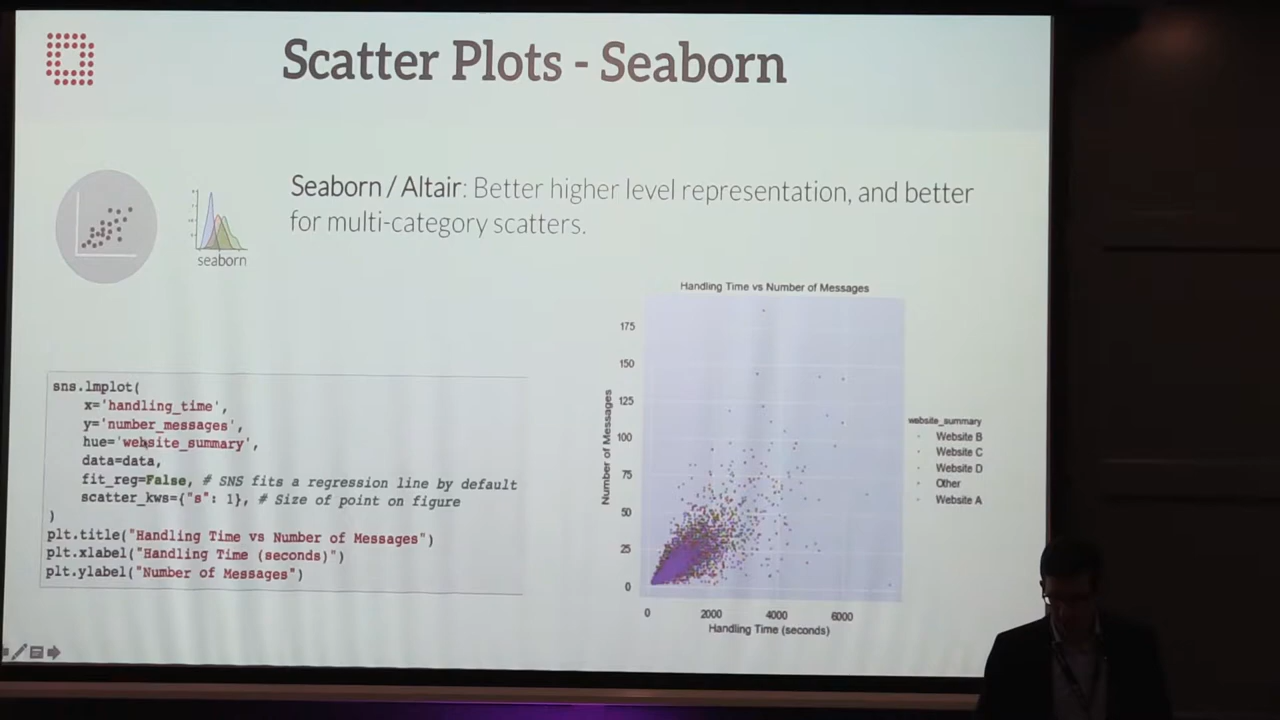 Scatter Plots - Seaborn
Seaborn / Altair: Better higher level representation, and better
for multi-category scatters.
seaborn
sns.lmplot(
x='handling_time',
y='number_messages',
hue='website_summary',
data=data,
fit_reg=False, # SNS fits a regression line by default
scatter_kws={"s": 1}, # Size of point on figure
)
plt.title("Handling Time vs Number of Messages")
plt.xlabel("Handling Time (seconds)")
plt.ylabel("Number of Messages")
Handling Time vs Number of Messages
175
150
125
100
75
50
25
0
Number of Messages
0 2000 4000 6000
Handling Time (seconds)
website_summary
Website B
Website C
Website D
Other
Website A